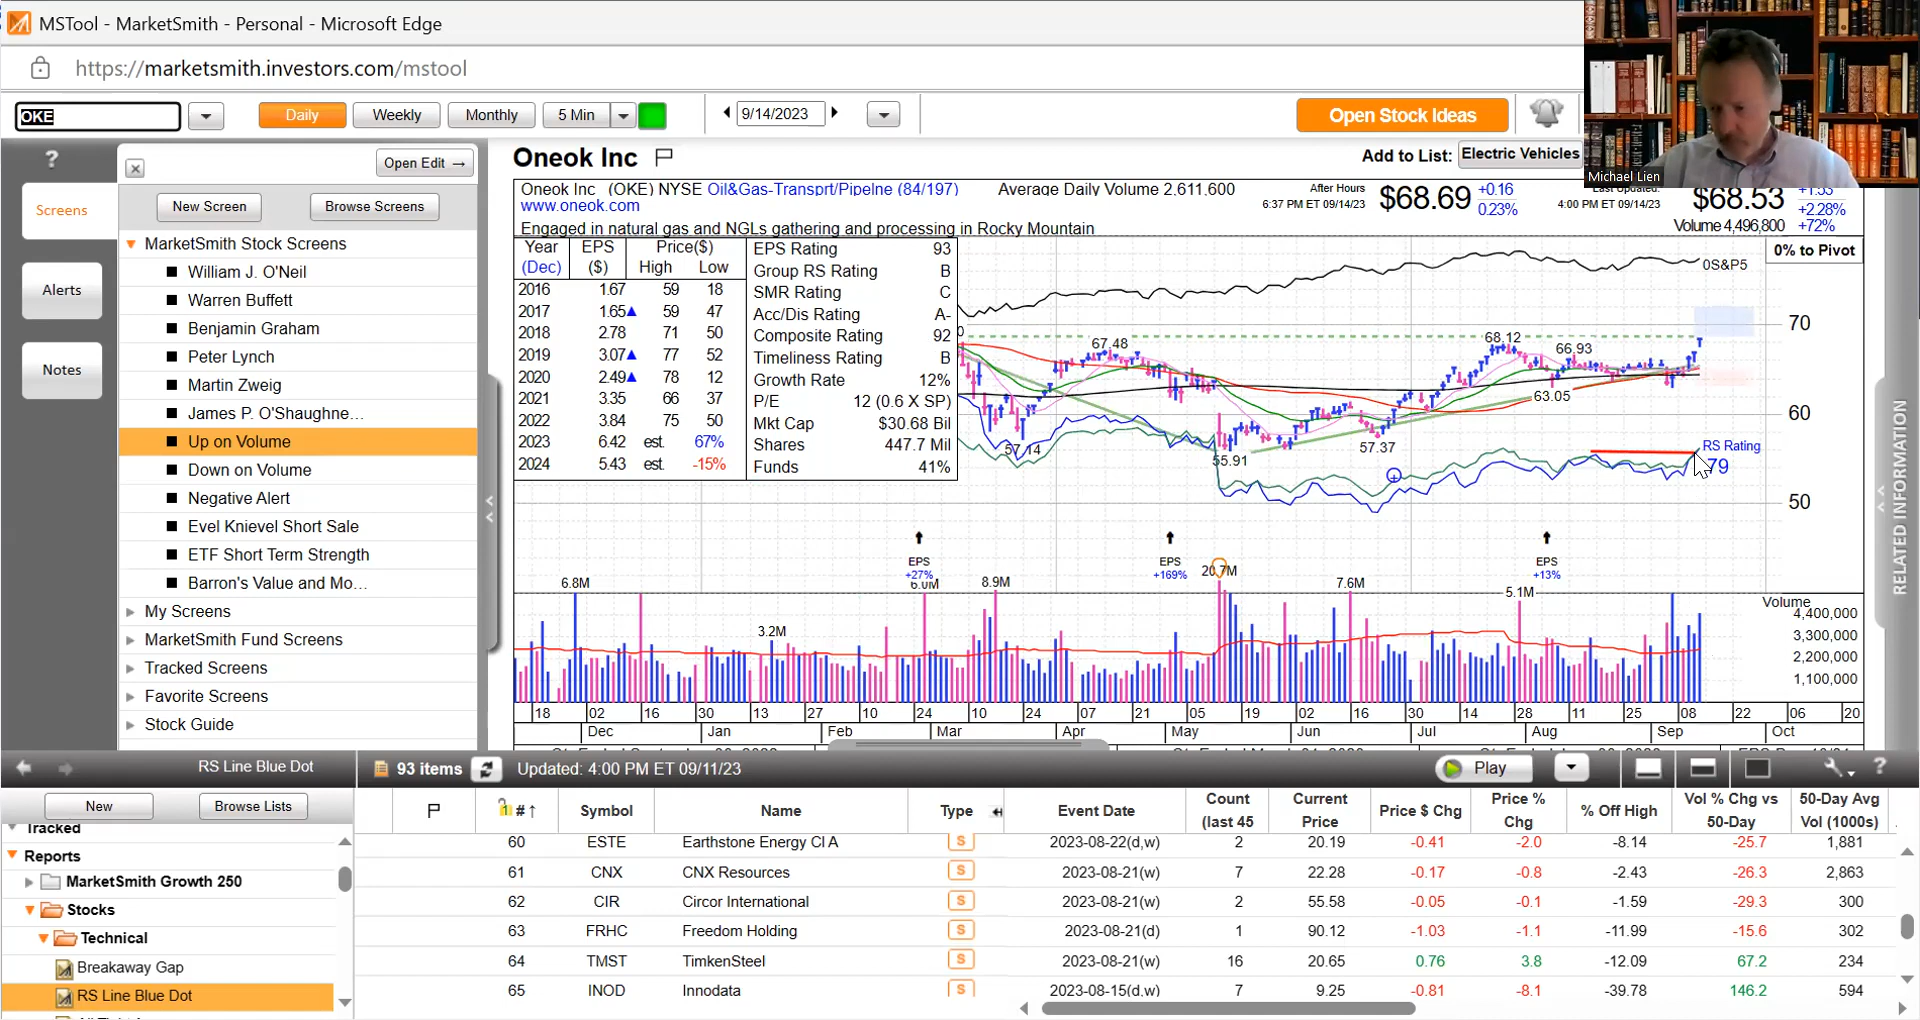 MSTool - MarketSmith - Personal - Microsoft Edge
https://marketsmith.investors.com/mstool
OKE
Daily
Weekly
Monthly
5 Min
9/14/2023
Open Stock Ideas
Michael Lien
?
Screens
Alerts
Notes
Open Edit →
New Screen
Browse Screens
MarketSmith Stock Screens
William J. O'Neil
Warren Buffett
Benjamin Graham
Peter Lynch
Martin Zweig
James P. O'Shaughne...
Up on Volume
Down on Volume
Negative Alert
Evel Knievel Short Sale
ETF Short Term Strength
Barron's Value and Mo...
My Screens
MarketSmith Fund Screens
Tracked Screens
Favorite Screens
Stock Guide
Oneok Inc
Add to List: Electric Vehicles
Oneok Inc (OKE) NYSE Oil&Gas-Transprt/Pipelne (84/197) Average Daily Volume 2,611,600
www.oneok.com
Engaged in natural gas and NGLs gathering and processing in Rocky Mountain
After Hours
6:37 PM ET 09/14/23
$68.69
+0.16
0.23%
Last Updated:
4:00 PM ET 09/14/23
$68.53
+1.53
+2.28%
Volume 4,496,800 +72%
Year EPS Price($)
(Dec) ($) High Low
2016 1.67 59 18
2017 1.65 59 47
2018 2.78 71 50
2019 3.07 77 52
2020 2.49 78 12
2021 3.35 66 37
2022 3.84 75 50
2023 6.42 est. 67%
2024 5.43 est. -15%
EPS Rating 93
Group RS Rating B
SMR Rating C
Acc/Dis Rating A-
Composite Rating 92
Timeliness Rating B
Growth Rate 12%
P/E 12 (0.6 X SP)
Mkt Cap $30.68 Bil
Shares 447.7 Mil
Funds 41%
0% to Pivot
0S&P5
70
60
50
67.48
68.12
66.93
63.05
57.14
55.91
57.37
RS Rating
79
EPS
+27%
EPS
+169%
EPS
+13%
6.8M
3.2M
6.0M
8.9M
20.7M
7.6M
5.1M
Volume
4,400,000
3,300,000
2,200,000
1,100,000
18 02 16 30 13 27 10 24 10 24 07 21 05 19 02 16 30 14 28 11 25 08 22 06 20
Dec Jan Feb Mar Apr May Jun Jul Aug Sep Oct
RELATED INFORMATION
RS Line Blue Dot
93 items
Updated: 4:00 PM ET 09/11/23
Play
?
New
Browse Lists
Tracked
Reports
MarketSmith Growth 250
Stocks
Technical
Breakaway Gap
RS Line Blue Dot
# ↑ Symbol Name Type Event Date Count (last 45 Current Price Price $ Chg Price % Chg % Off High Vol % Chg vs 50-Day 50-Day Avg Vol (1000s)
60 ESTE Earthstone Energy Cl A S 2023-08-22(d,w) 2 20.19 -0.41 -2.0 -8.14 -25.7 1,881
61 CNX CNX Resources S 2023-08-21(w) 7 22.28 -0.17 -0.8 -2.43 -26.3 2,863
62 CIR Circor International S 2023-08-21(w) 2 55.58 -0.05 -0.1 -1.59 -29.3 300
63 FRHC Freedom Holding S 2023-08-21(d) 1 90.12 -1.03 -1.1 -11.99 -15.6 302
64 TMST TimkenSteel S 2023-08-21(w) 16 20.65 0.76 3.8 -12.09 67.2 234
65 INOD Innodata S 2023-08-15(d,w) 7 9.25 -0.81 -8.1 -39.78 146.2 594